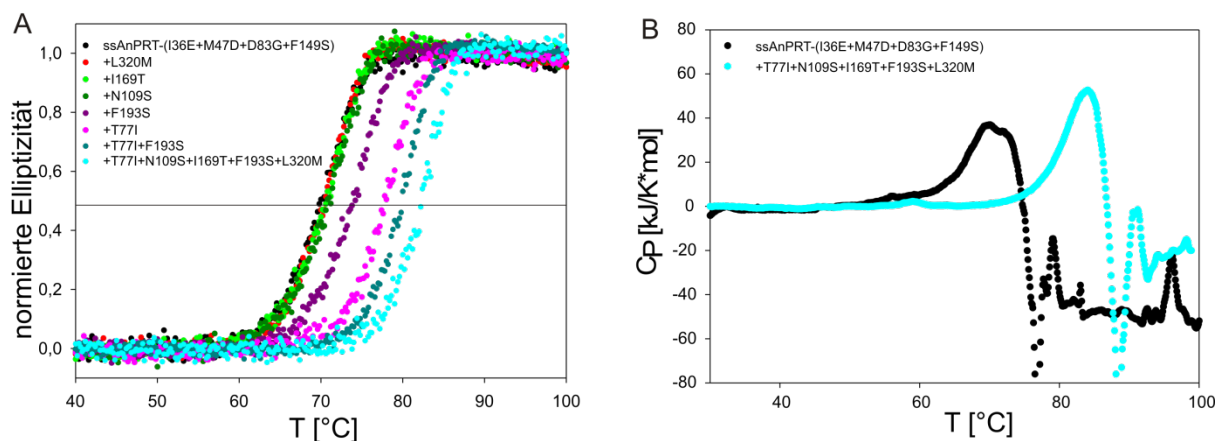 A
ssAnPRT-(I36E+M47D+D83G+F149S)
+L320M
+I169T
+N109S
+F193S
+T77I
+T77I+F193S
+T77I+N109S+I169T+F193S+L320M
normierte Elliptizität
1,0
0,8
0,6
0,4
0,2
0,0
40 50 60 70 80 90 100
T [°C]
B
ssAnPRT-(I36E+M47D+D83G+F149S)
+T77I+N109S+I169T+F193S+L320M
CP [kJ/K*mol]
60
40
20
0
-20
-40
-60
-80
40 60 80 100
T [°C]